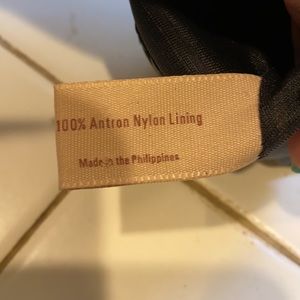 100% Antron Nylon Lining
Made in the Philippines